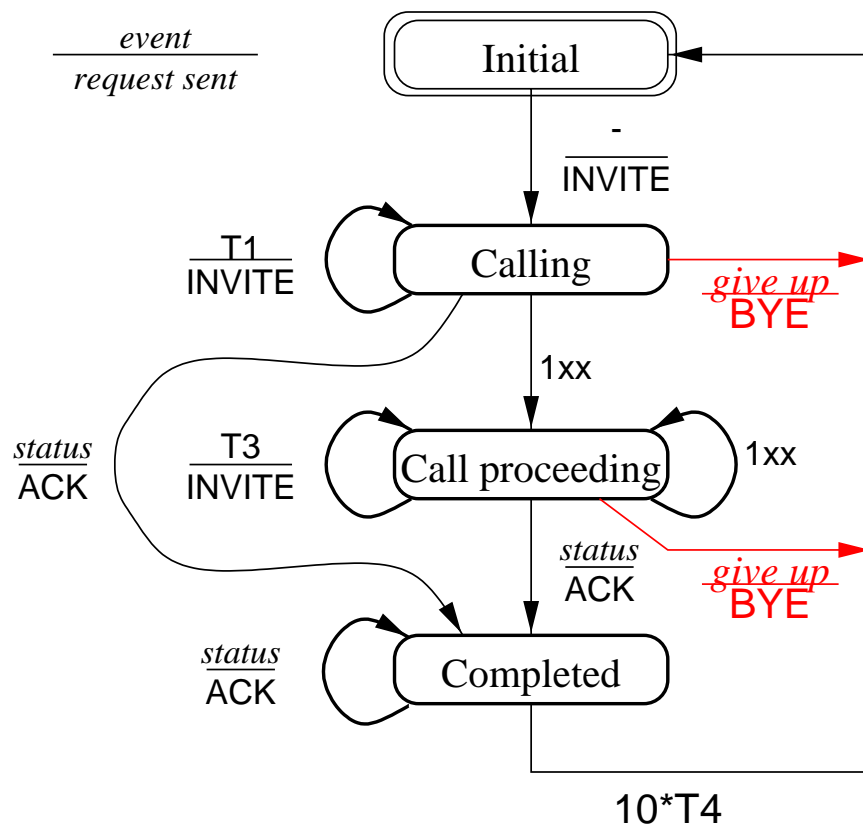 event
request sent
Initial
-
INVITE
T1
INVITE
Calling
give up
BYE
1xx
status
ACK
T3
INVITE
Call proceeding
1xx
status
ACK
give up
BYE
status
ACK
Completed
10*T4